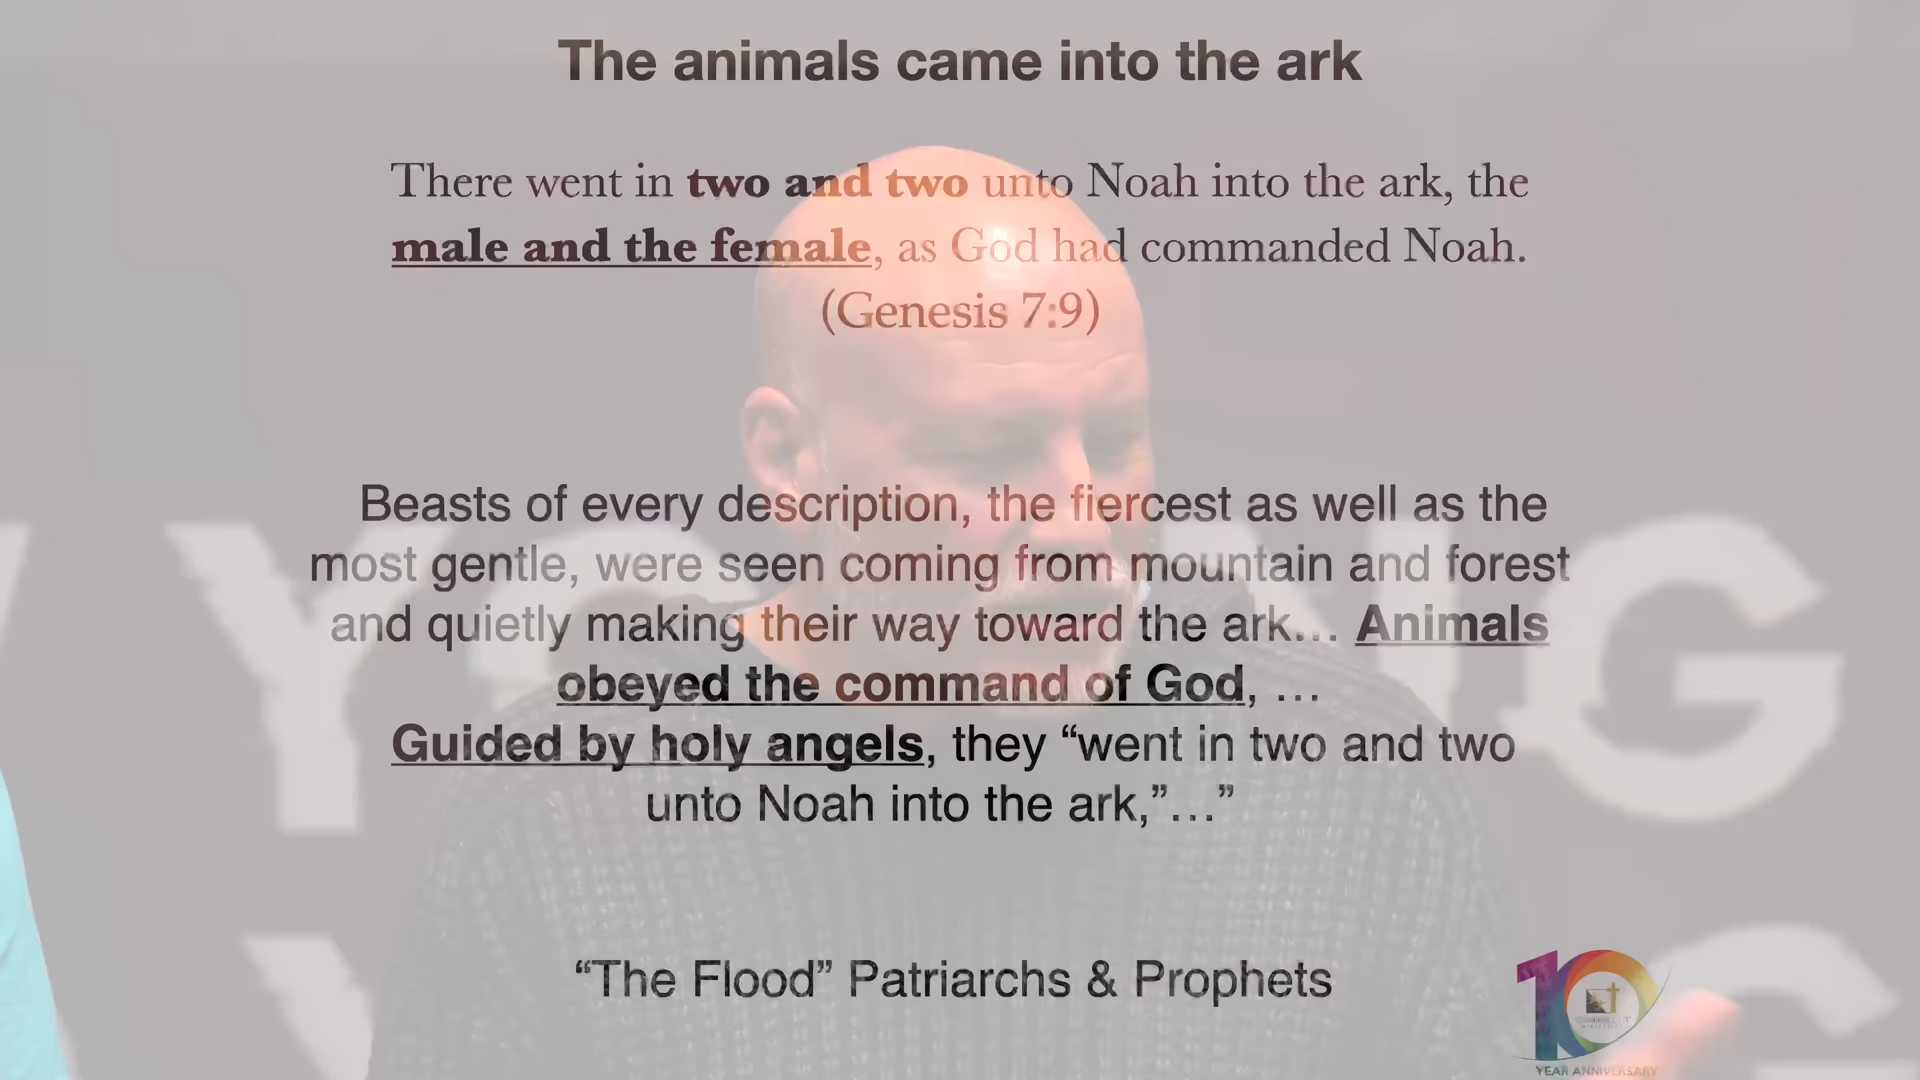 The animals came into the ark
There went in two and two unto Noah into the ark, the
male and the female, as God had commanded Noah.
(Genesis 7:9)
Beasts of every description, the fiercest as well as the
most gentle, were seen coming from mountain and forest
and quietly making their way toward the ark… Animals
obeyed the command of God, …
Guided by holy angels, they “went in two and two
unto Noah into the ark,”…”
“The Flood” Patriarchs & Prophets
10
YEAR ANNIVERSARY